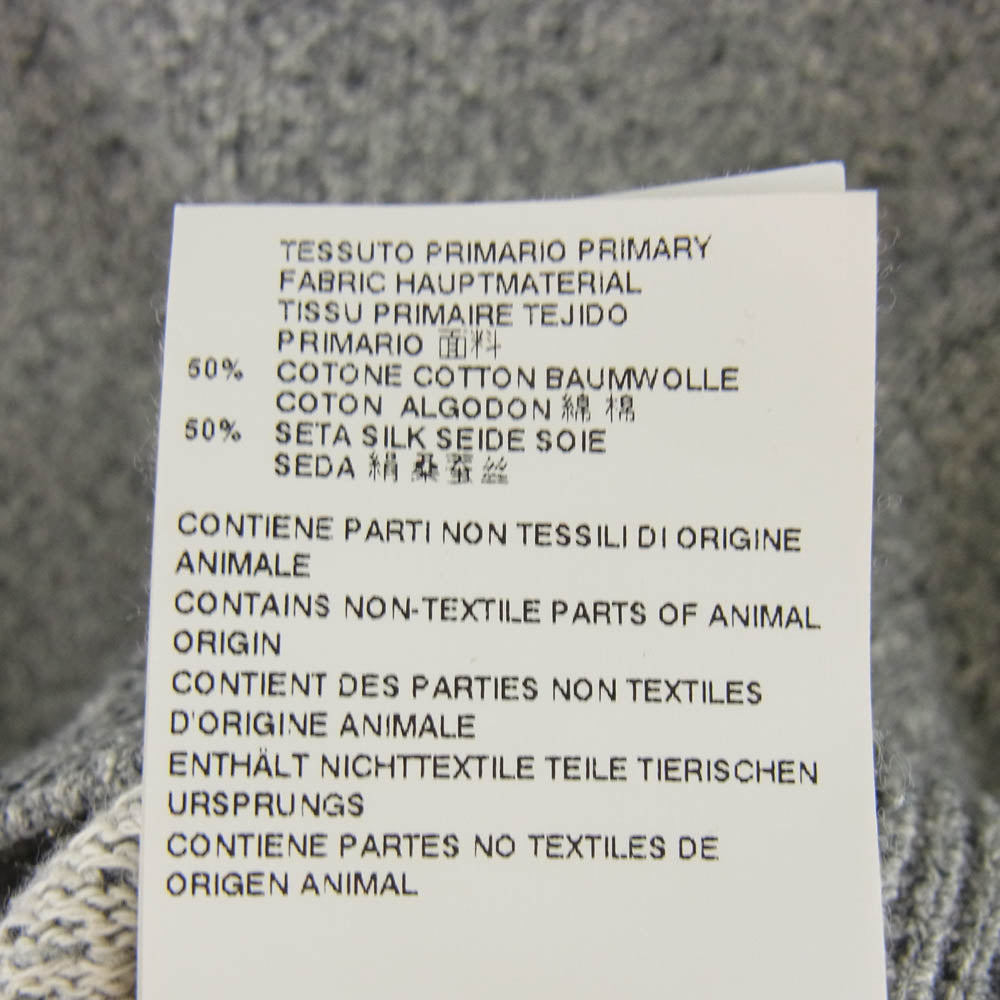 TESSUTO PRIMARIO PRIMARY
FABRIC HAUPTMATERIAL
TISSU PRIMAIRE TEJIDO
PRIMARIO 面料
50% COTONE COTTON BAUMWOLLE
COTON ALGODON 綿 棉
50% SETA SILK SEIDE SOIE
SEDA 絹 桑蚕丝
CONTIENE PARTI NON TESSILI DI ORIGINE
ANIMALE
CONTAINS NON-TEXTILE PARTS OF ANIMAL
ORIGIN
CONTIENT DES PARTIES NON TEXTILES
D'ORIGINE ANIMALE
ENTHÄLT NICHTTEXTILE TEILE TIERISCHEN
URSPRUNGS
CONTIENE PARTES NO TEXTILES DE
ORIGEN ANIMAL